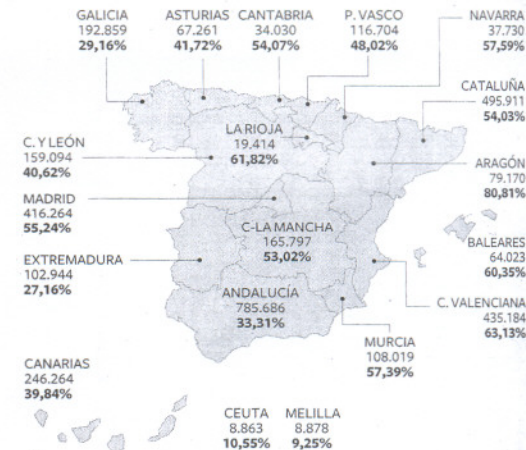 GALICIA
192.859
29,16%
ASTURIAS
67.261
41,72%
CANTABRIA
34.030
54,07%
P. VASCO
116.704
48,02%
NAVARRA
37.730
57,59%
CATALUÑA
495.911
54,03%
LA RIOJA
19.414
61,82%
C. Y LEÓN
159.094
40,62%
ARAGÓN
79.170
80,81%
MADRID
416.264
55,24%
C-LA MANCHA
165.797
53,02%
BALEARES
64.023
60,35%
EXTREMADURA
102.944
27,16%
ANDALUCÍA
785.686
33,31%
C. VALENCIANA
435.184
63,13%
MURCIA
108.019
57,39%
CANARIAS
246.264
39,84%
CEUTA
8.863
10,55%
MELILLA
8.878
9,25%